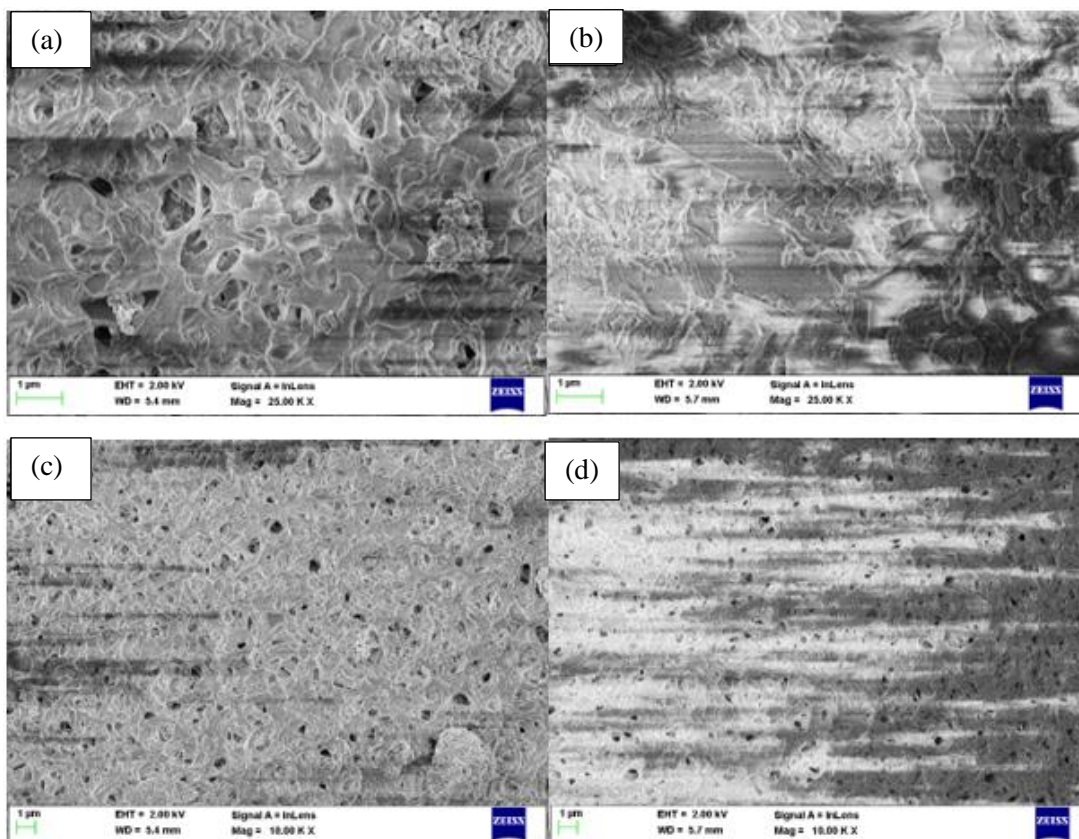 (a)
(b)
1 µm
EHT = 2.00 kV
Signal A = InLens
WD = 5.4 mm
Mag = 25.00 K X
ZEISS
1 µm
EHT = 2.00 kV
Signal A = InLens
WD = 5.7 mm
Mag = 25.00 K X
ZEISS
(c)
(d)
1 µm
EHT = 2.00 kV
Signal A = InLens
WD = 5.4 mm
Mag = 10.00 K X
ZEISS
1 µm
EHT = 2.00 kV
Signal A = InLens
WD = 5.7 mm
Mag = 10.00 K X
ZEISS